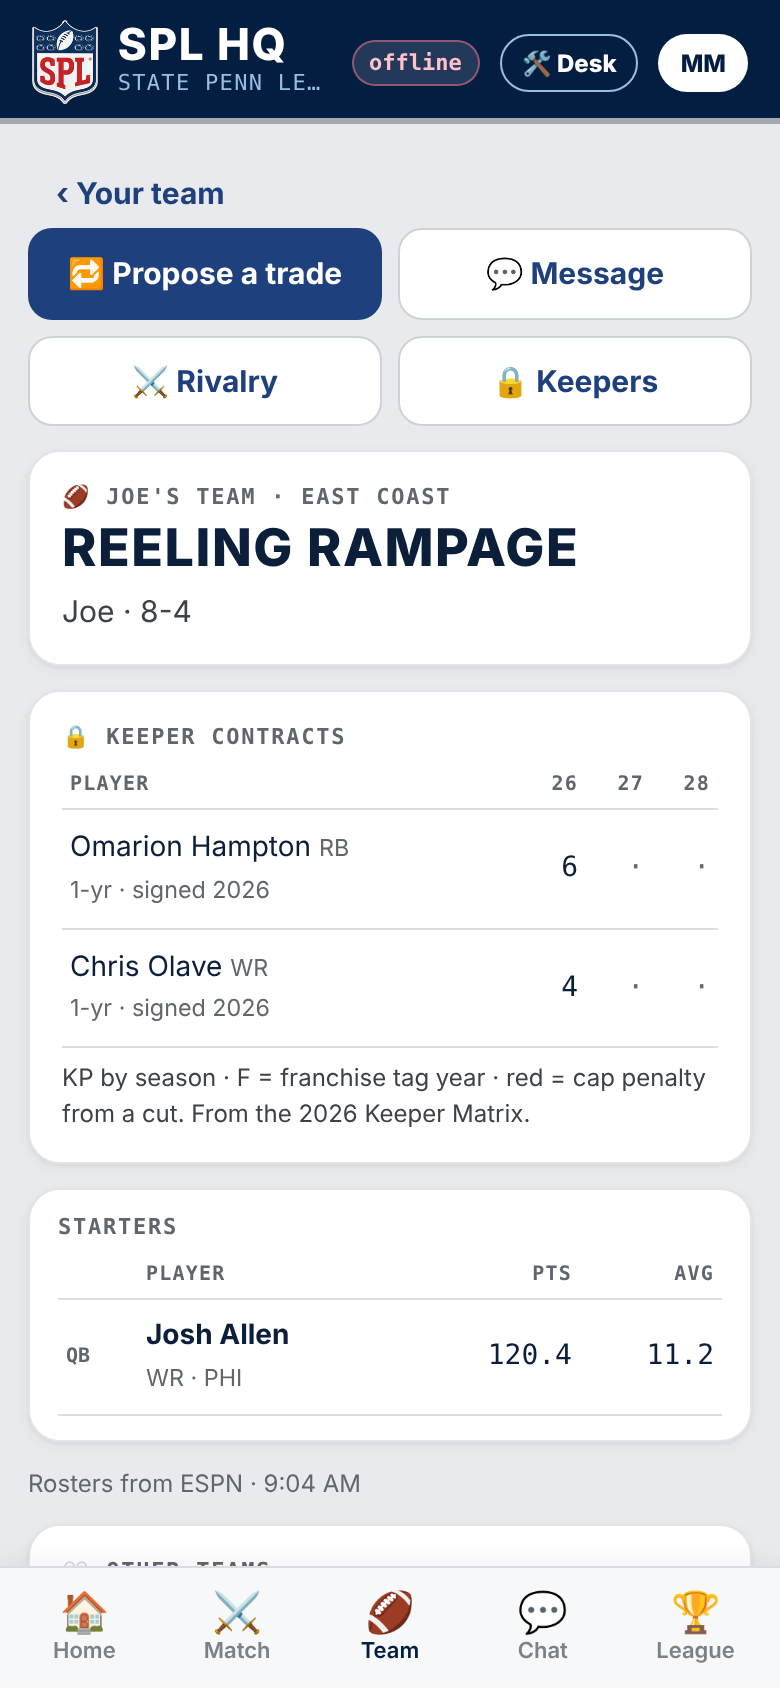 SPL
SPL HQ
STATE PENN LE…
offline
🛠️ Desk
MM
‹ Your team
🔁 Propose a trade
💬 Message
⚔️ Rivalry
🔒 Keepers
🏈 JOE'S TEAM · EAST COAST
REELING RAMPAGE
Joe · 8-4
🔒 KEEPER CONTRACTS
PLAYER 26 27 28
Omarion Hampton RB
1-yr · signed 2026
6 · ·
Chris Olave WR
1-yr · signed 2026
4 · ·
KP by season · F = franchise tag year · red = cap penalty
from a cut. From the 2026 Keeper Matrix.
STARTERS
PLAYER PTS AVG
QB Josh Allen 120.4 11.2
WR · PHI
Rosters from ESPN · 9:04 AM
OTHER TEAMS
Home
Match
Team
Chat
League